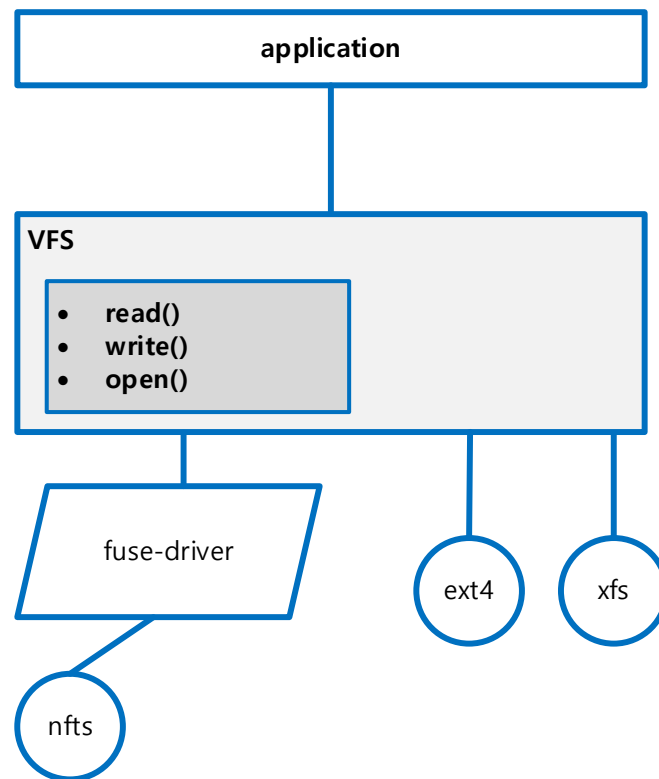 application
VFS
• read()
• write()
• open()
fuse-driver
ext4
xfs
nfts